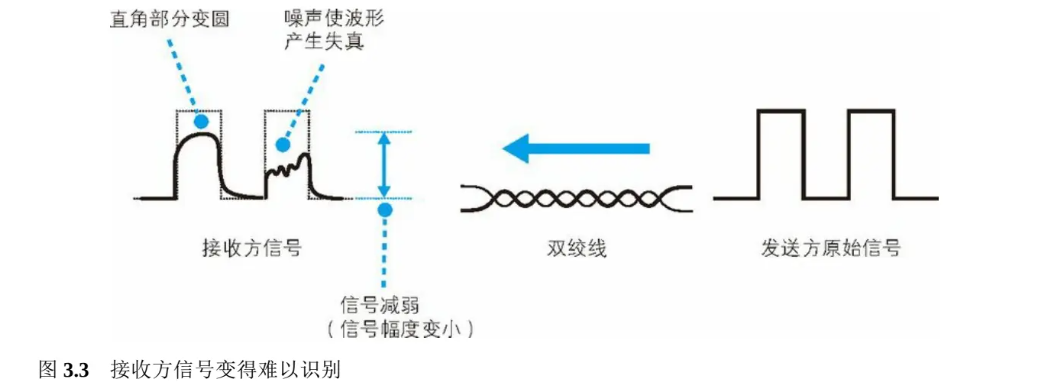 直角部分变圆
噪声使波形
产生失真
接收方信号
双绞线
发送方原始信号
信号减弱
（信号幅度变小）
图 3.3 接收方信号变得难以识别